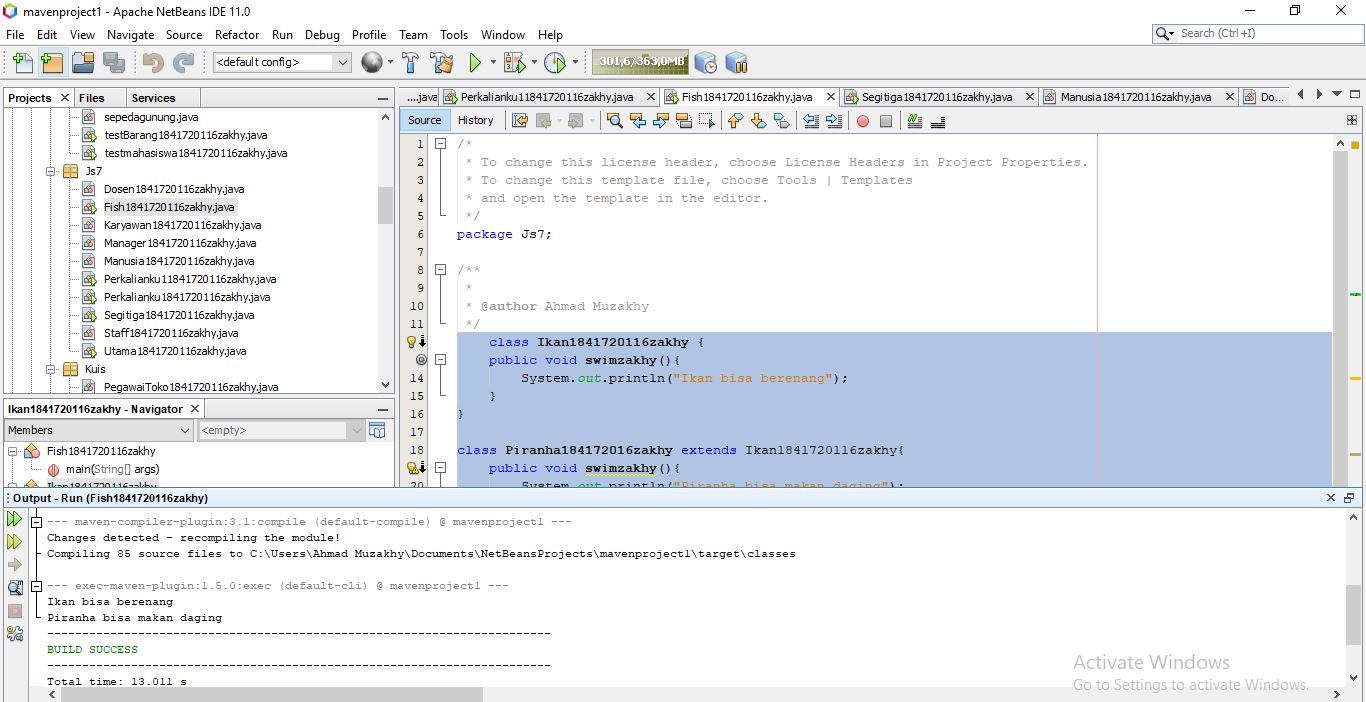 mavenproject1 - Apache NetBeans IDE 11.0
File Edit View Navigate Source Refactor Run Debug Profile Team Tools Window Help
Search (Ctrl+I)
<default config>
301,6/363,0MB
Projects Files Services
....java Perkalianku11841720116zakhy.java Fish1841720116zakhy.java Segitiga1841720116zakhy.java Manusia1841720116zakhy.java Do...
Source History
sepedagunung.java
testBarang1841720116zakhy.java
testmahasiswa1841720116zakhy.java
Js7
Dosen1841720116zakhy.java
Fish1841720116zakhy.java
Karyawan1841720116zakhy.java
Manager1841720116zakhy.java
Manusia1841720116zakhy.java
Perkalianku11841720116zakhy.java
Perkalianku1841720116zakhy.java
Segitiga1841720116zakhy.java
Staff1841720116zakhy.java
Utama1841720116zakhy.java
Kuis
PegawaiToko1841720116zakhy.java
Ikan1841720116zakhy - Navigator
Members
<empty>
Fish1841720116zakhy
main(String[] args)
Ikan1841720116zakhy
1 /*
2 * To change this license header, choose License Headers in Project Properties.
3 * To change this template file, choose Tools | Templates
4 * and open the template in the editor.
5 */
6 package Js7;
7
8 /**
9 *
10 * @author Ahmad Muzakhy
11 */
class Ikan1841720116zakhy {
public void swimzakhy(){
14 System.out.println("Ikan bisa berenang");
15 }
16 }
17
18 class Piranha184172016zakhy extends Ikan1841720116zakhy{
public void swimzakhy(){
20 System.out.println("Piranha bisa makan daging");
Output - Run (Fish1841720116zakhy)
--- maven-compiler-plugin:3.1:compile (default-compile) @ mavenproject1 ---
Changes detected - recompiling the module!
Compiling 85 source files to C:\Users\Ahmad Muzakhy\Documents\NetBeansProjects\mavenproject1\target\classes
--- exec-maven-plugin:1.5.0:exec (default-cli) @ mavenproject1 ---
Ikan bisa berenang
Piranha bisa makan daging
------------------------------------------------------------------------
BUILD SUCCESS
------------------------------------------------------------------------
Total time: 13.011 s
Activate Windows
Go to Settings to activate Windows.